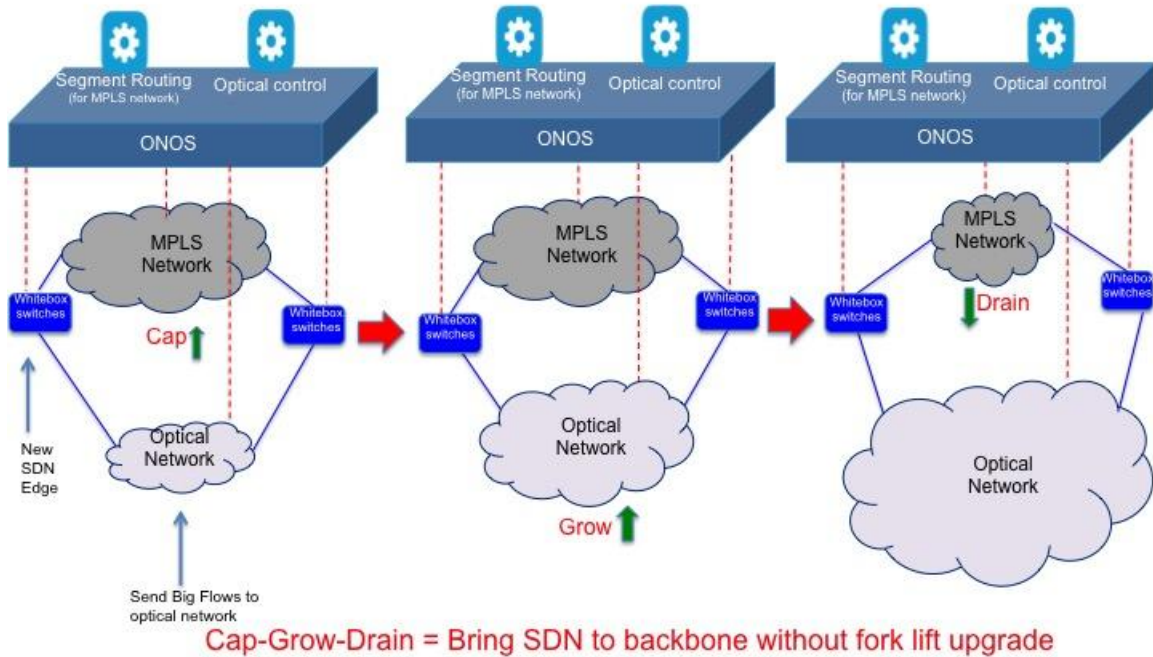 Segment Routing
(for MPLS network)
Optical control
ONOS
MPLS
Network
Whitebox
switches
Whitebox
switches
Cap
Optical
Network
New
SDN
Edge
Send Big Flows to
optical network
Segment Routing
(for MPLS network)
Optical control
ONOS
MPLS
Network
Whitebox
switches
Whitebox
switches
Optical
Network
Grow
Segment Routing
(for MPLS network)
Optical control
ONOS
MPLS
Network
Whitebox
switches
Whitebox
switches
Drain
Optical
Network
Cap-Grow-Drain = Bring SDN to backbone without fork lift upgrade